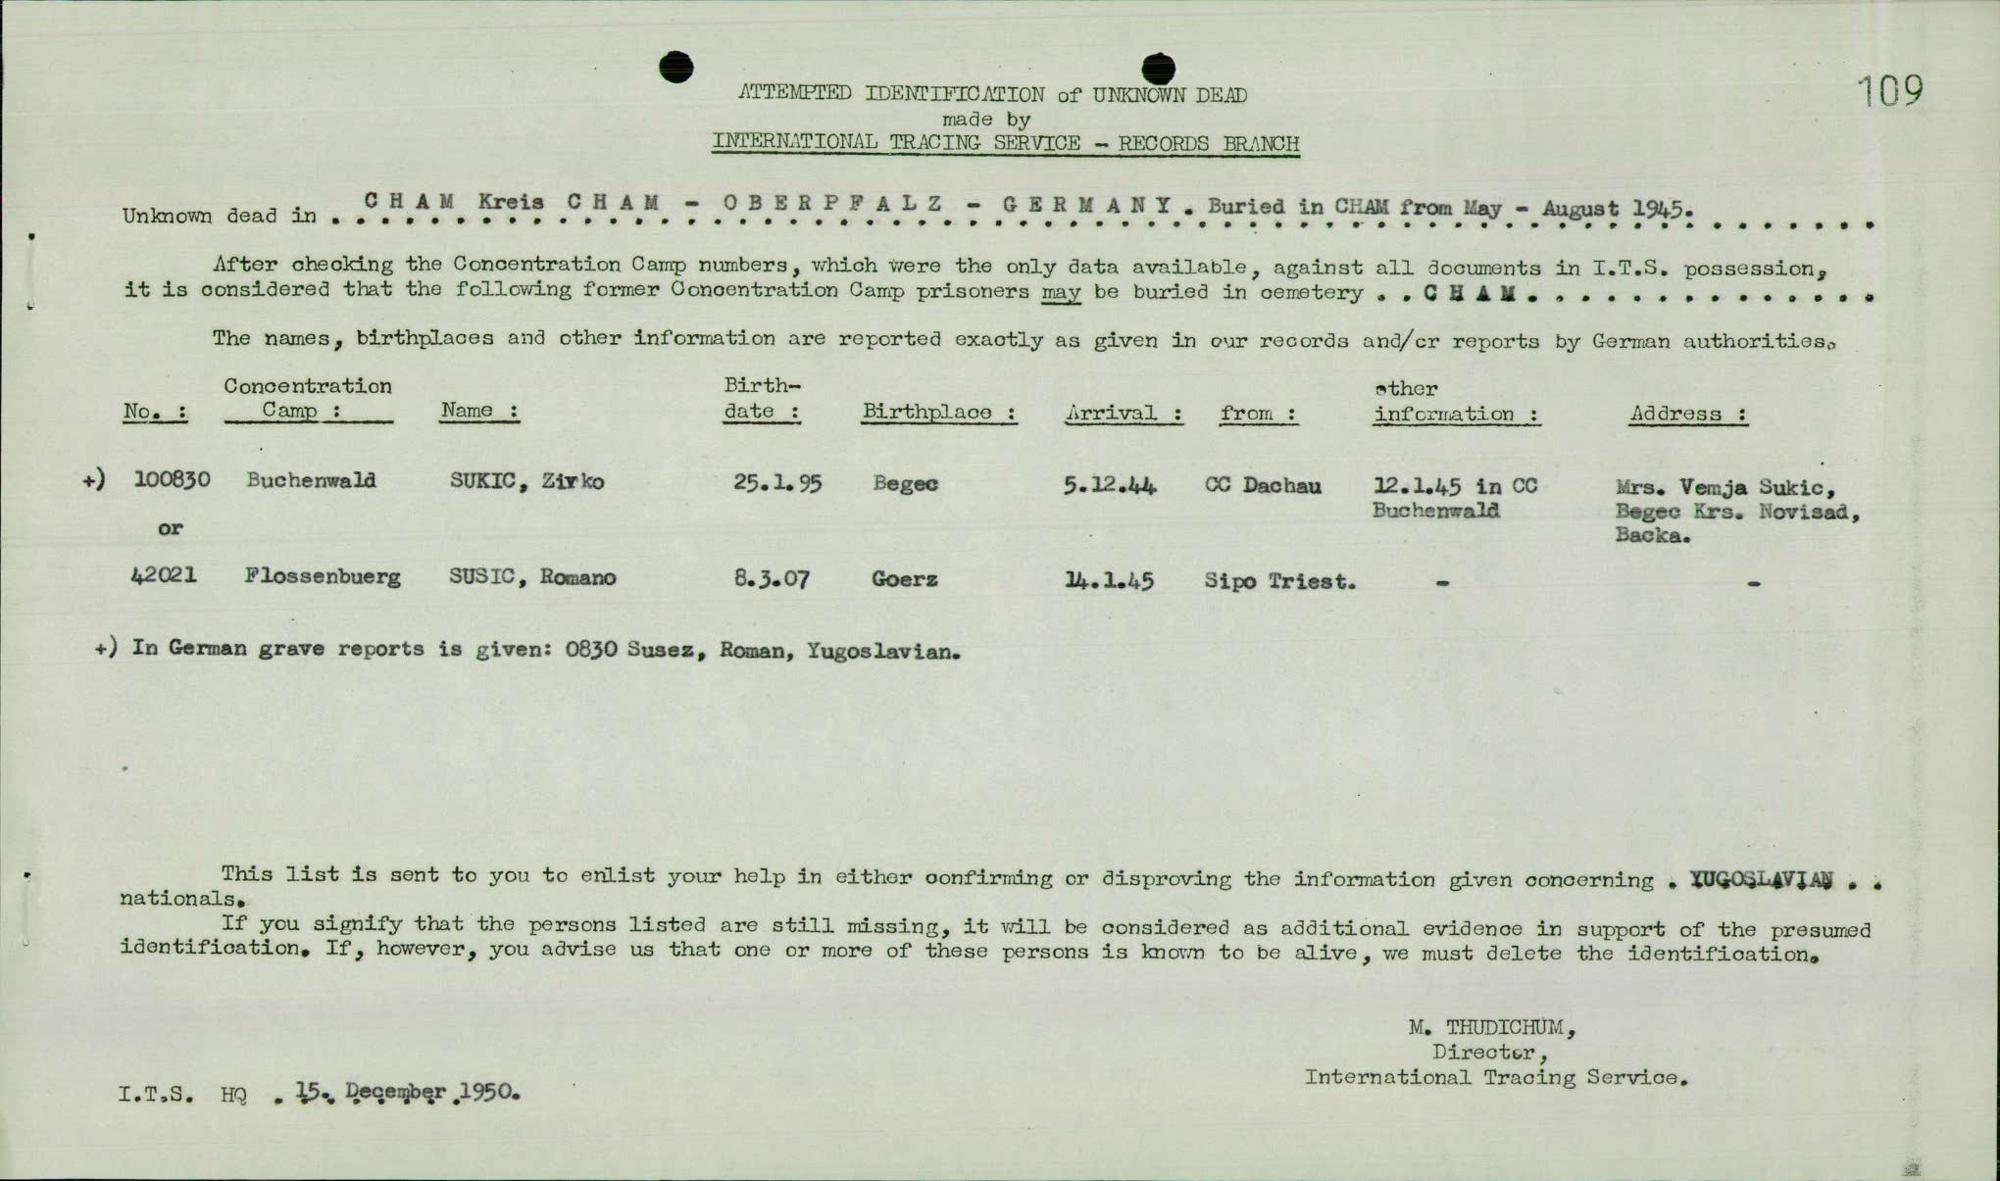 109
ATTEMPTED IDENTIFICATION of UNKNOWN DEAD
made by
INTERNATIONAL TRACING SERVICE - RECORDS BRANCH
Unknown dead in . C H A M Kreis C H A M - O B E R P F A L Z - G E R M A N Y . Buried in CHAM from May - August 1945.
After checking the Concentration Camp numbers, which were the only data available, against all documents in I.T.S. possession,
it is considered that the following former Concentration Camp prisoners may be buried in cemetery . . C H A M . . . . . . . . . . . . . .
The names, birthplaces and other information are reported exactly as given in our records and/or reports by German authorities.
Concentration Birth- other
No. : Camp : Name : date : Birthplace : Arrival : from : information : Address :
+) 100830 Buchenwald SUKIC, Zivko 25.1.95 Begec 5.12.44 CC Dachau 12.1.45 in CC Mrs. Vemja Sukic,
Buchenwald Begec Krs. Novisad,
or Backa.
42021 Flossenbuerg SUSIC, Romano 8.3.07 Goerz 14.1.45 Sipo Triest. - -
+) In German grave reports is given: 0830 Susez, Roman, Yugoslavian.
This list is sent to you to enlist your help in either confirming or disproving the information given concerning . YUGOSLAVIAN . .
nationals.
If you signify that the persons listed are still missing, it will be considered as additional evidence in support of the presumed
identification. If, however, you advise us that one or more of these persons is known to be alive, we must delete the identification.
M. THUDICHUM,
Director,
International Tracing Service.
I.T.S. HQ . 15. December 1950.